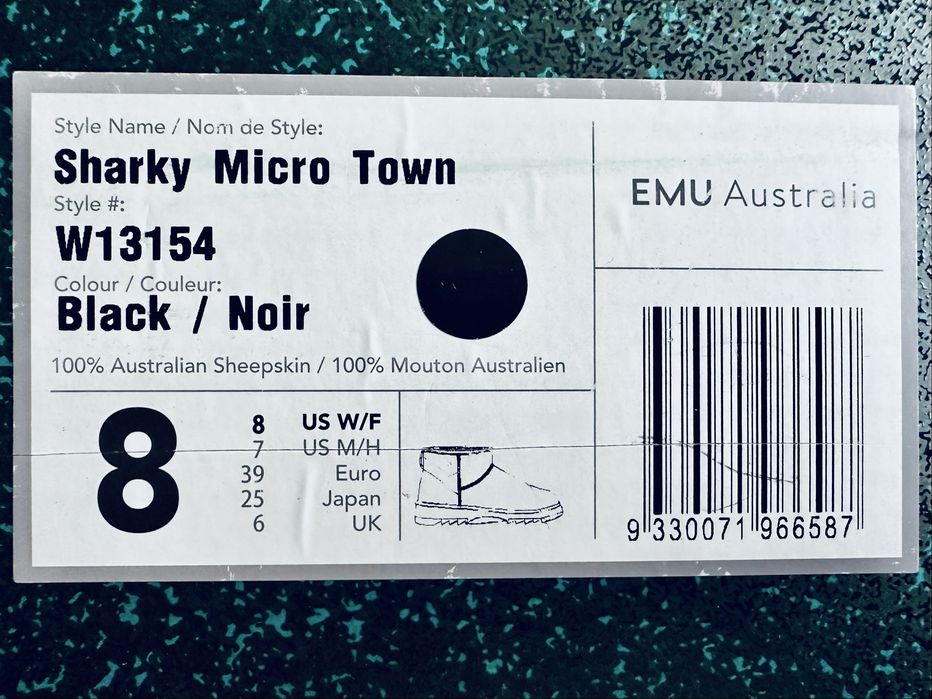 Style Name / Nom de Style:
Sharky Micro Town
Style #:
W13154
Colour / Couleur:
Black / Noir
100% Australian Sheepskin / 100% Mouton Australien
8
8 US W/F
7 US M/H
39 Euro
25 Japan
6 UK
EMU Australia
9 330071 966587